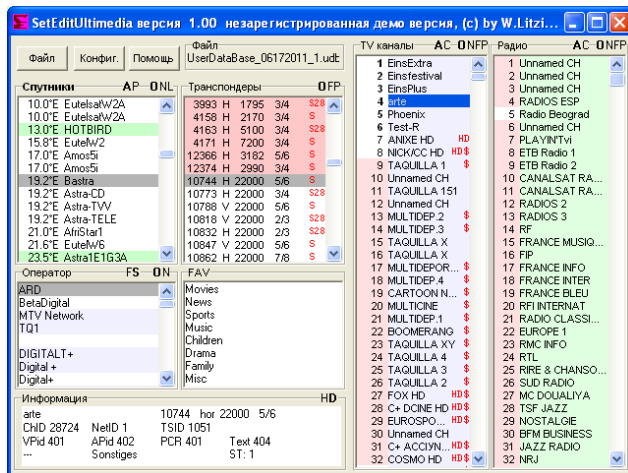 SetEditUltimedia версия 1.00 незарегистрированная демо версия, (c) by W.Litzi...
Файл Конфиг. Помощь
Файл
UserDataBase_06172011_1.udb
Спутники AP ONL
10.0°E EutelsatW2A
10.0°E EutelsatW2A
13.0°E HOTBIRD
15.8°E EutelW2
17.0°E Amos5i
17.0°E Amos5i
19.2°E Bastra
19.2°E Astra-CD
19.2°E Astra-TVV
19.2°E Astra-TELE
21.0°E AfriStar1
21.6°E EutelW6
23.5°E Astra1E1G3A
Транспондеры OFP
3993 H 1795 3/4 S28
4158 H 2170 3/4 S
4163 H 5100 3/4 S28
4171 H 7200 3/4 S
12366 H 3182 5/6 S
12374 H 2990 3/4 S
10744 H 22000 5/6 S
10773 H 22000 3/4 S28
10788 V 22000 5/6 S
10818 V 22000 2/3 S28
10832 H 22000 2/3 S28
10847 V 22000 5/6 S
10862 H 22000 7/8 S
Оператор FS ON
ARD
BetaDigital
MTV Network
TQ1
DIGITALT+
Digital +
Digital+
FAV
Movies
News
Sports
Music
Children
Drama
Family
Misc
Информация HD
arte 10744 hor 22000 5/6
ChID 28724 NetID 1 TSID 1051
VPid 401 APid 402 PCR 401 Text 404
--- Sonstiges ST: 1
TV каналы AC ONFP
1 EinsExtra
2 Einsfestival
3 EinsPlus
4 arte
5 Phoenix
6 Test-R
7 ANIXE HD HD
8 NICK/CC HD HD$
9 TAQUILLA 1 $
10 Unnamed CH
11 TAQUILLA 151
12 Unnamed CH
13 MULTIDEP.2 $
14 MULTIDEP.3 $
15 TAQUILLA X
16 TAQUILLA X
17 MULTIDEPOR... $
18 MULTIDEP.4 $
19 CARTOON N... $
20 MULTICINE $
21 MULTIDEP.1 $
22 BOOMERANG $
23 TAQUILLA XY $
24 TAQUILLA 4 $
25 TAQUILLA 3 $
26 TAQUILLA 2 $
27 FOX HD HD$
28 C+ DCINE HD HD$
29 EUROSPO... HD$
30 Unnamed CH
31 C+ ACCIУN... HD$
32 COSMO HD HD$
Радио AC ONFP
1 Unnamed CH
2 Unnamed CH
3 Unnamed CH
4 RADIOS ESP
5 Radio Beograd
6 Unnamed CH
7 PLAYIN'Tvi
8 ETB Radio 1
9 ETB Radio 2
10 CANALSAT RA...
11 CANALSAT RA...
12 RADIOS 2
13 RADIOS 3
14 RF
15 FRANCE MUSIQ...
16 FIP
17 FRANCE INFO
18 FRANCE INTER
19 FRANCE BLEU
20 RFI INTERNAT
21 RADIO CLASSI...
22 EUROPE 1
23 RMC INFO
24 RTL
25 RIRE & CHANSO...
26 SUD RADIO
27 MC DOUALIYA
28 TSF JAZZ
29 NOSTALGIE
30 BFM BUSINESS
31 JAZZ RADIO
32 NRJ